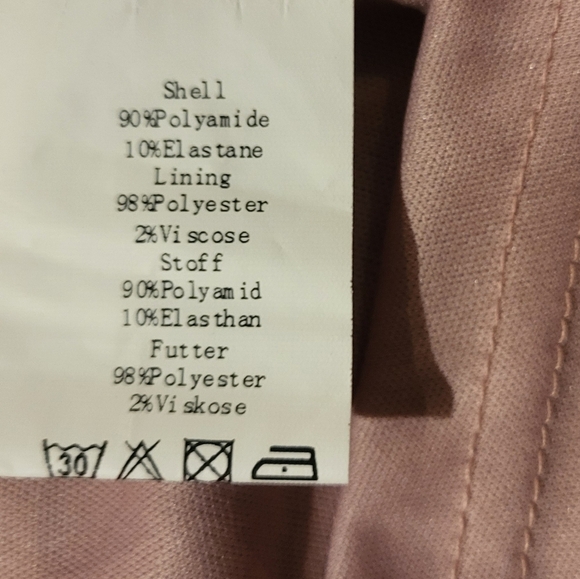 Shell
90%Polyamide
10%Elastane
Lining
98%Polyester
2%Viscose
Stoff
90%Polyamid
10%Elasthan
Futter
98%Polyester
2%Viskose
30